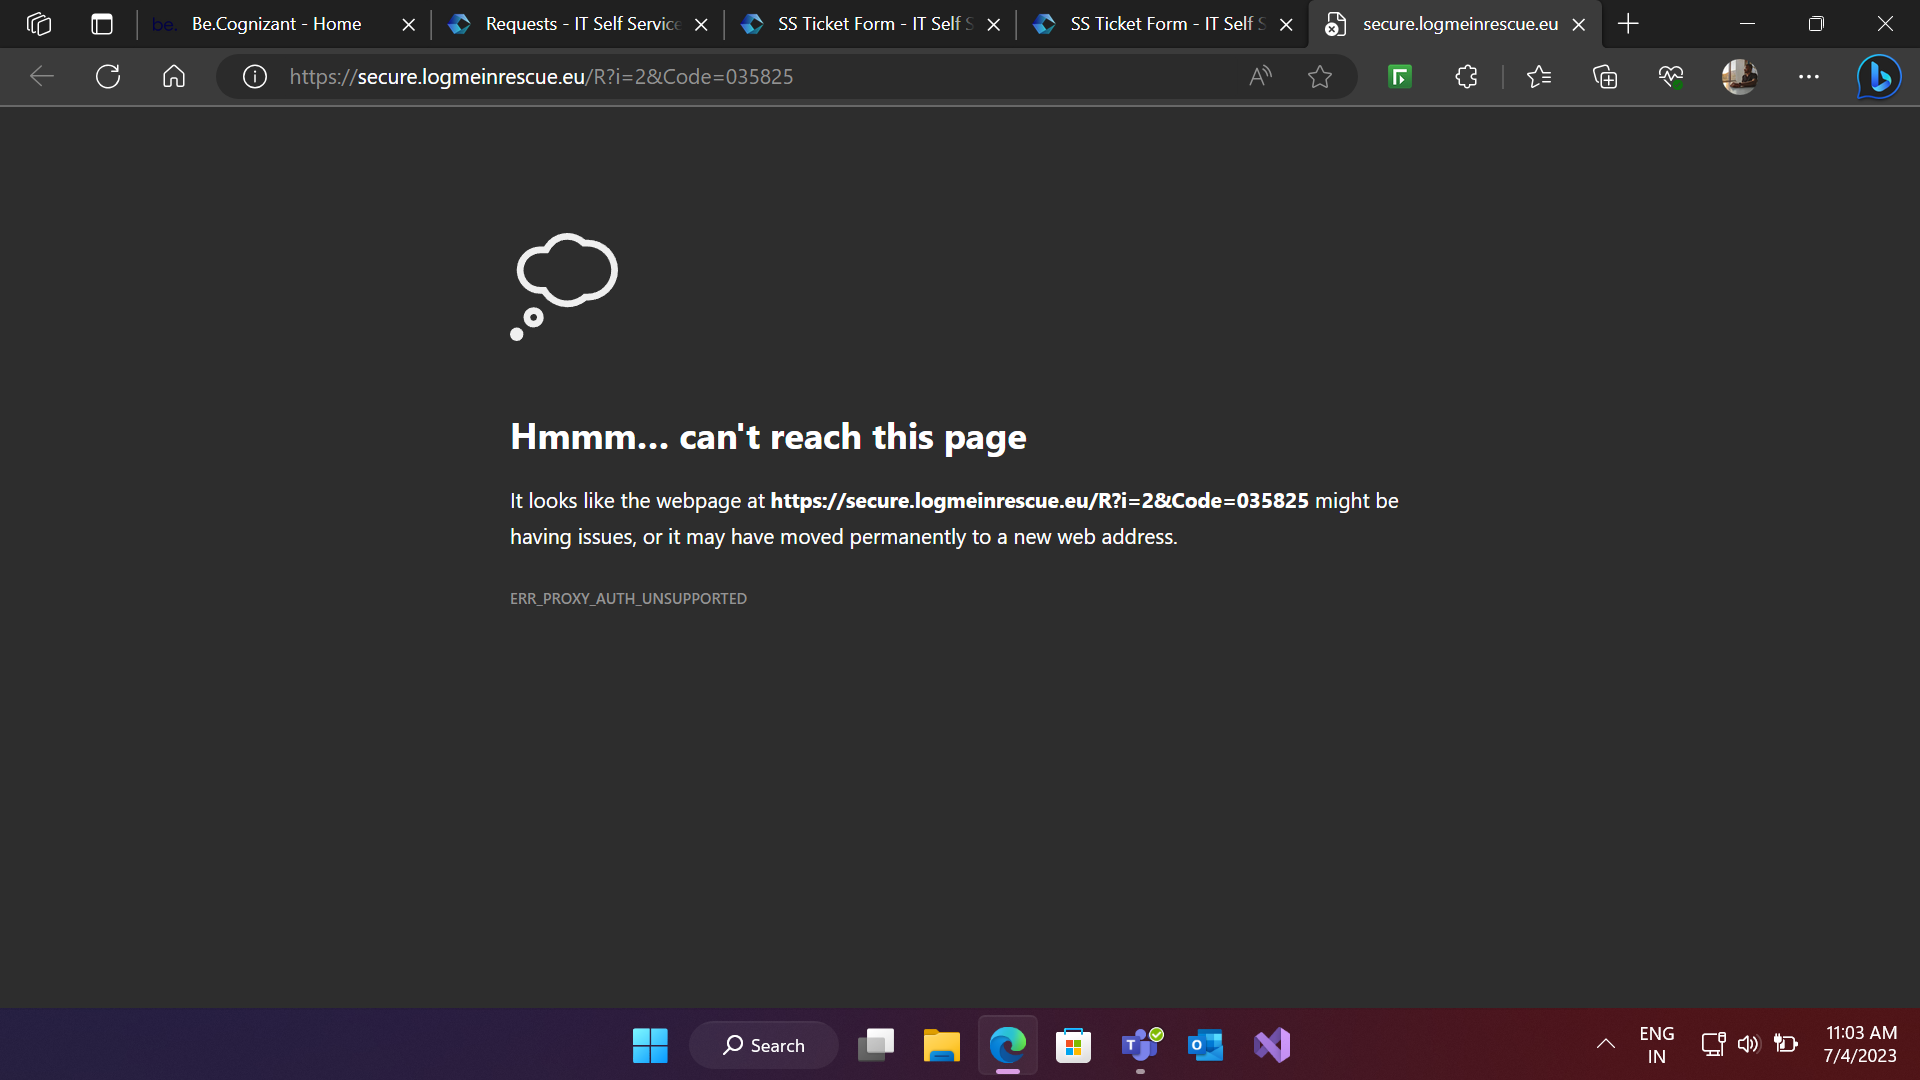 be. Be.Cognizant - Home
Requests - IT Self Service
SS Ticket Form - IT Self S
SS Ticket Form - IT Self S
secure.logmeinrescue.eu
https://secure.logmeinrescue.eu/R?i=2&Code=035825
Hmmm... can't reach this page
It looks like the webpage at https://secure.logmeinrescue.eu/R?i=2&Code=035825 might be
having issues, or it may have moved permanently to a new web address.
ERR_PROXY_AUTH_UNSUPPORTED
Search
ENG
IN
11:03 AM
7/4/2023